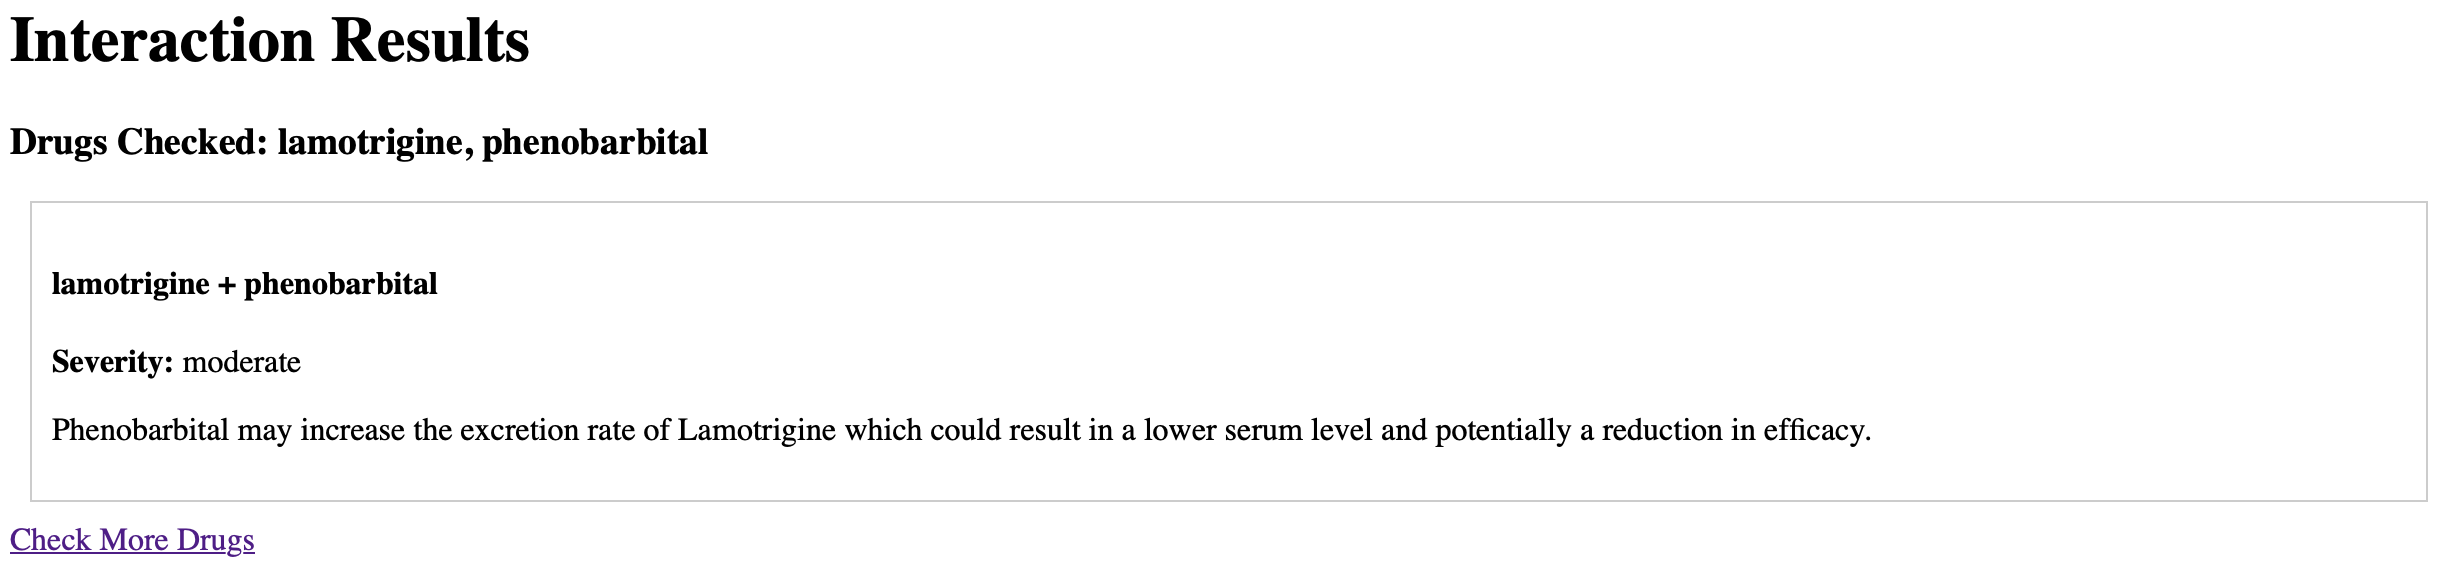 Interaction Results
Drugs Checked: lamotrigine, phenobarbital
lamotrigine + phenobarbital
Severity: moderate
Phenobarbital may increase the excretion rate of Lamotrigine which could result in a lower serum level and potentially a reduction in efficacy.
Check More Drugs